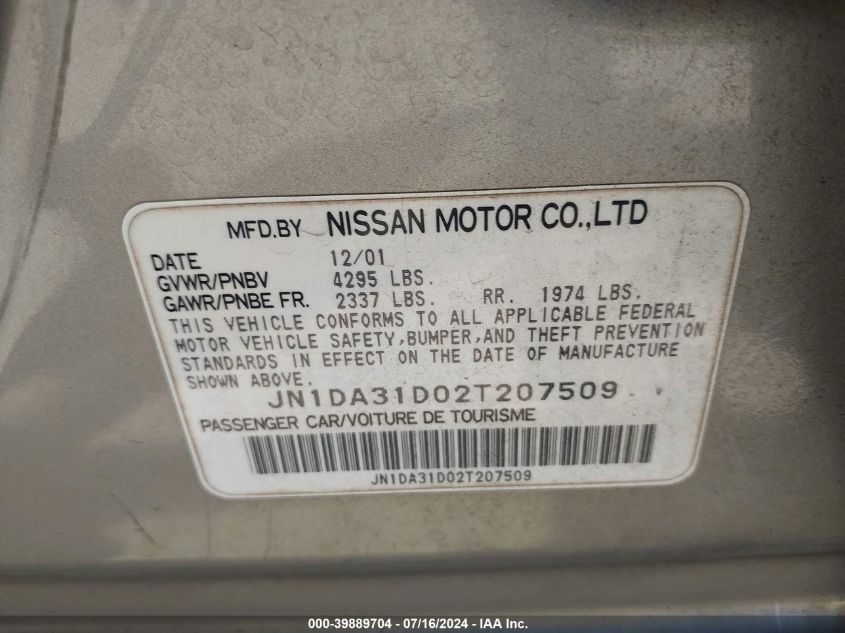 MFD.BY NISSAN MOTOR CO.,LTD
DATE 12/01
GVWR/PNBV 4295 LBS.
GAWR/PNBE FR. 2337 LBS. RR. 1974 LBS.
THIS VEHICLE CONFORMS TO ALL APPLICABLE FEDERAL
MOTOR VEHICLE SAFETY,BUMPER,AND THEFT PREVENTION
STANDARDS IN EFFECT ON THE DATE OF MANUFACTURE
SHOWN ABOVE.
JN1DA31D02T207509
PASSENGER CAR/VOITURE DE TOURISME
JN1DA31D02T207509
000-39889704 - 07/16/2024 - IAA Inc.